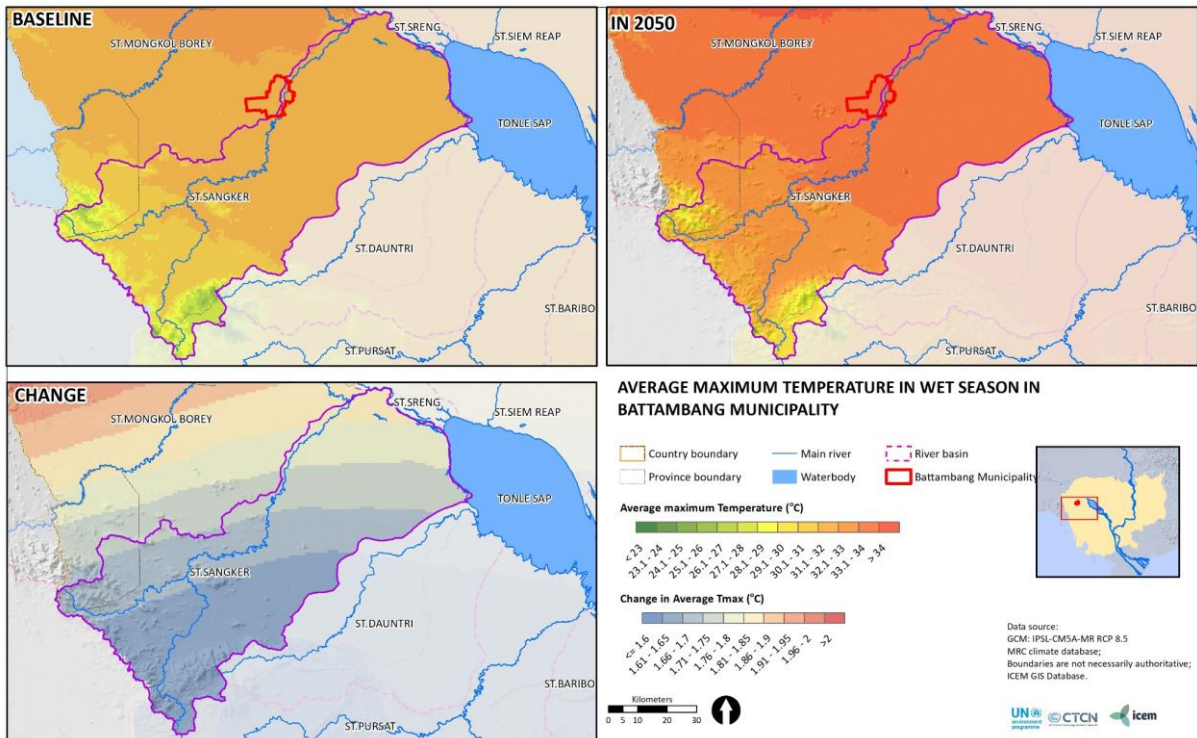 BASELINE
ST.MONGKOL BOREY
ST.SRENG
ST.SIEM REAP
TONLE SAP
ST.SANGKER
ST.DAUNTRI
ST.BARIBO
ST.PURSAT
IN 2050
ST.MONGKOL BOREY
ST.SRENG
ST.SIEM REAP
TONLE SAP
ST.SANGKER
ST.DAUNTRI
ST.BARIBO
ST.PURSAT
CHANGE
ST.MONGKOL BOREY
ST.SRENG
ST.SIEM REAP
TONLE SAP
ST.SANGKER
ST.DAUNTRI
ST.BARIBO
ST.PURSAT
AVERAGE MAXIMUM TEMPERATURE IN WET SEASON IN
BATTAMBANG MUNICIPALITY
Country boundary Main river River basin
Province boundary Waterbody Battambang Municipality
Average maximum Temperature (°C)
<23 23.1 - 24 24.1 - 25 25.1 - 26 26.1 - 27 27.1 - 28 28.1 - 29 29.1 - 30 30.1 - 31 31.1 - 32 32.1 - 33 33.1 - 34 > 34
Change in Average Tmax (°C)
<= 1.6 1.61 - 1.65 1.66 - 1.7 1.71 - 1.75 1.76 - 1.8 1.81 - 1.85 1.86 - 1.9 1.91 - 1.95 1.96 - 2 >2
Kilometers
0 5 10 20 30
Data source:
GCM: IPSL-CM5A-MR RCP 8.5
MRC climate database;
Boundaries are not necessarily authoritative;
ICEM GIS Database.
UN
environment
programme
CTCN
icem